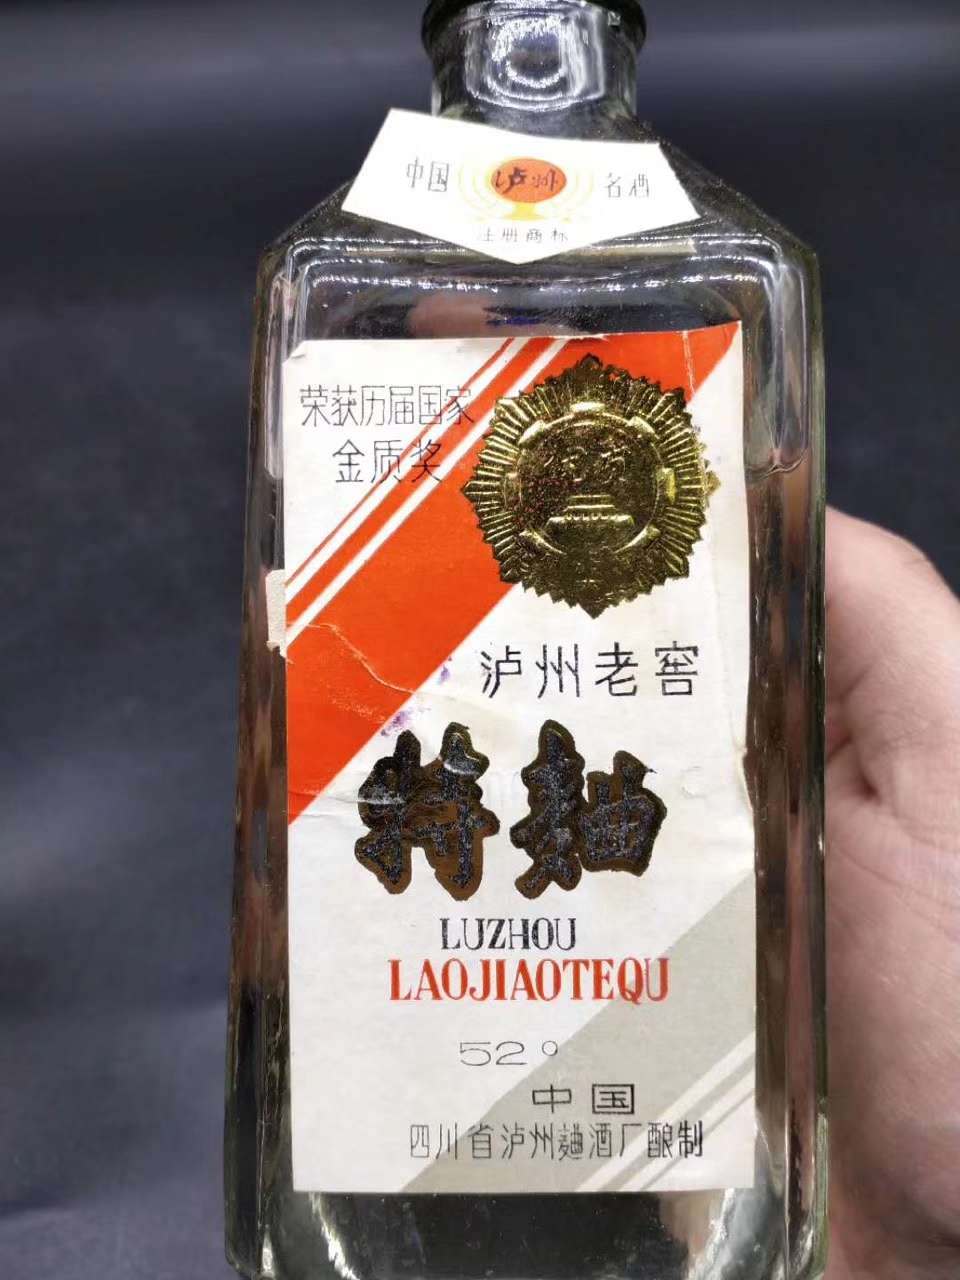 中国 泸州 名酒
注册商标
荣获历届国家
金质奖
泸州老窖
特麯
LUZHOU
LAOJIAOTEQU
52°
中国
四川省泸州麯酒厂酿制